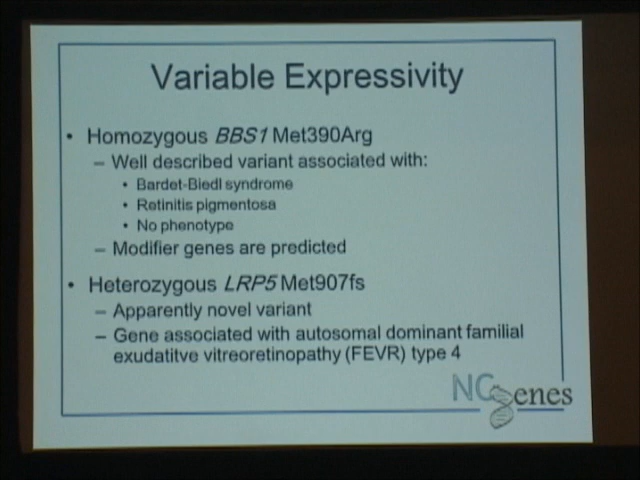 Variable Expressivity
• Homozygous BBS1 Met390Arg
– Well described variant associated with:
• Bardet-Biedl syndrome
• Retinitis pigmentosa
• No phenotype
– Modifier genes are predicted
• Heterozygous LRP5 Met907fs
– Apparently novel variant
– Gene associated with autosomal dominant familial
exudatitve vitreoretinopathy (FEVR) type 4
NCgenes